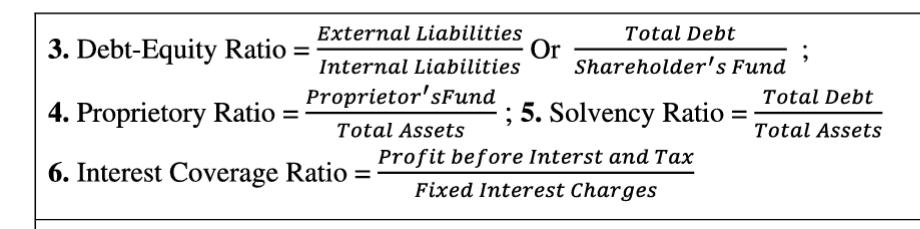 3. Debt-Equity Ratio = External Liabilities / Internal Liabilities Or Total Debt / Shareholder's Fund ;
4. Proprietory Ratio = Proprietor'sFund / Total Assets ; 5. Solvency Ratio = Total Debt / Total Assets
6. Interest Coverage Ratio = Profit before Interst and Tax / Fixed Interest Charges